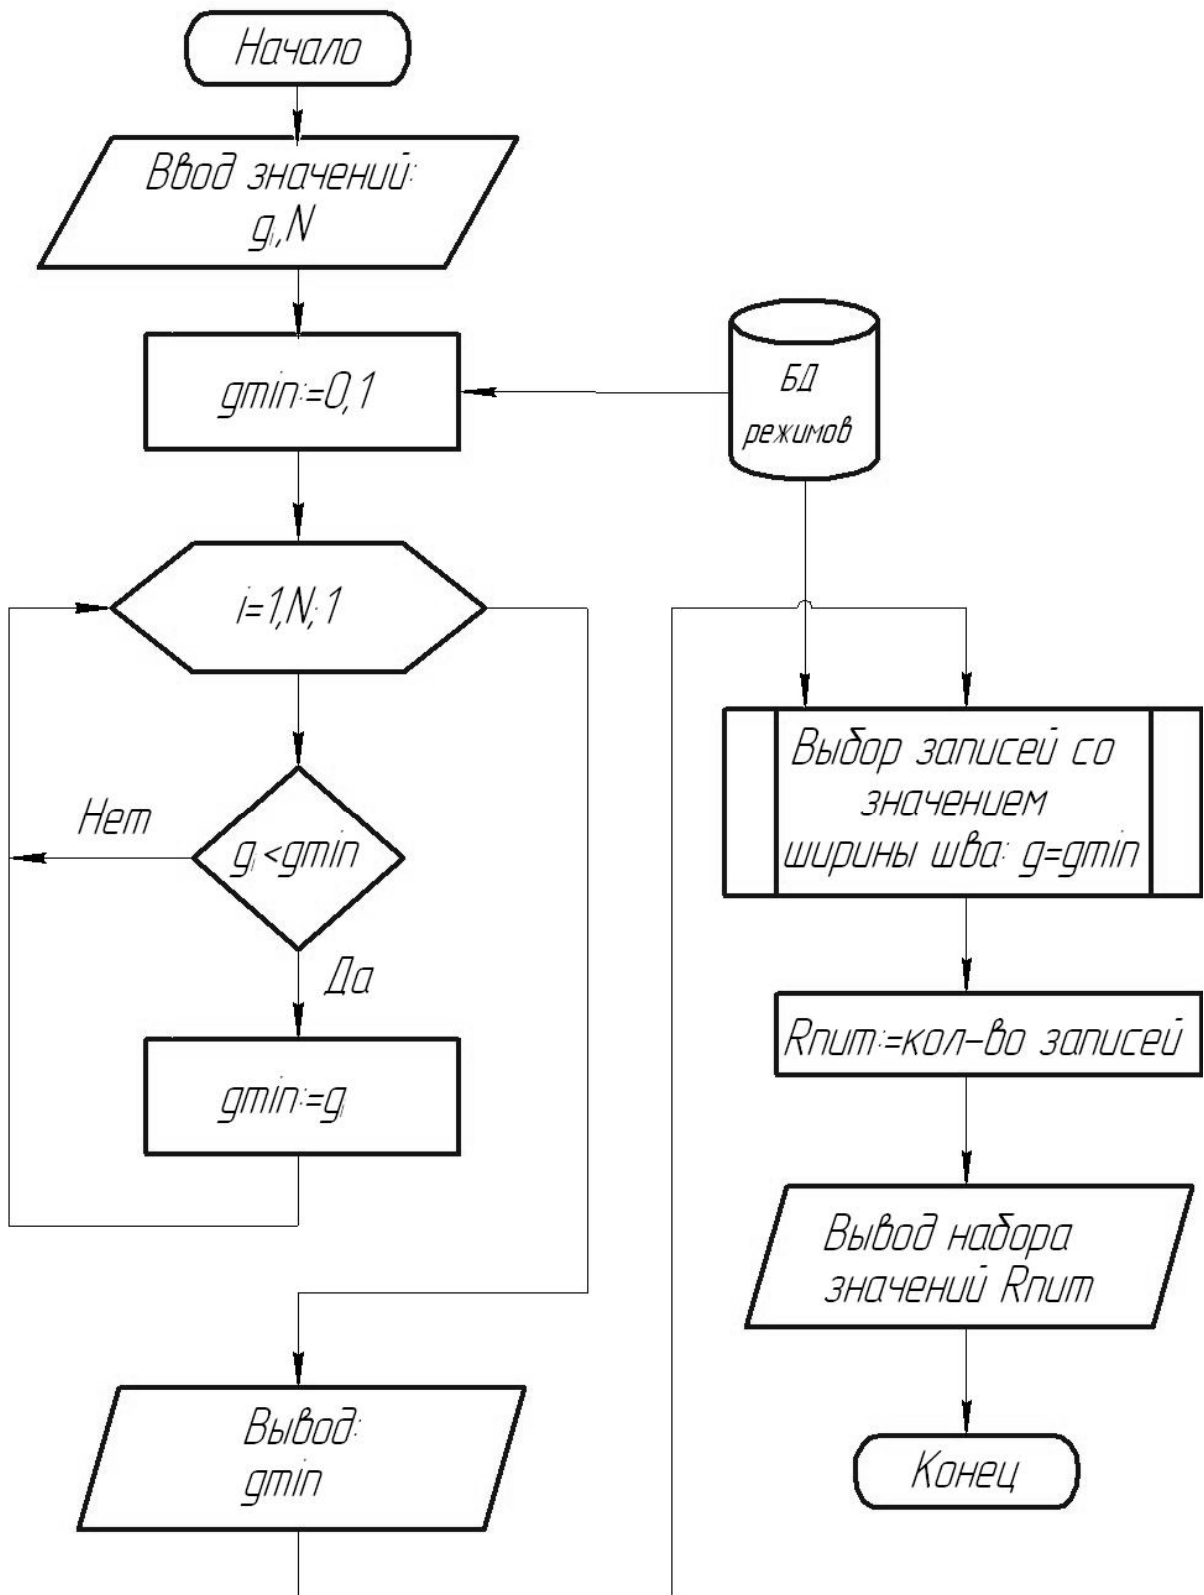 Начало
Ввод значений:
gi,N
gmin:=0,1
БД
режимов
i=1,N;1
Нет
gi<gmin
Да
gmin:=gi
Вывод:
gmin
Выбор записей со
значением
ширины шва: g=gmin
Rnum:=кол-во записей
Вывод набора
значений Rnum
Конец